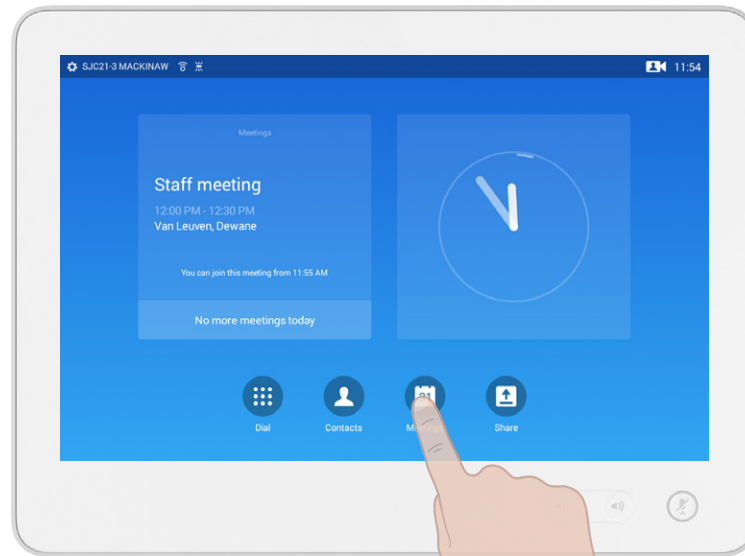 SJC21-3 MACKINAW
11:54
Meetings
Staff meeting
12:00 PM - 12:30 PM
Van Leuven, Dewane
You can join this meeting from 11:55 AM
No more meetings today
Dial
Contacts
Share